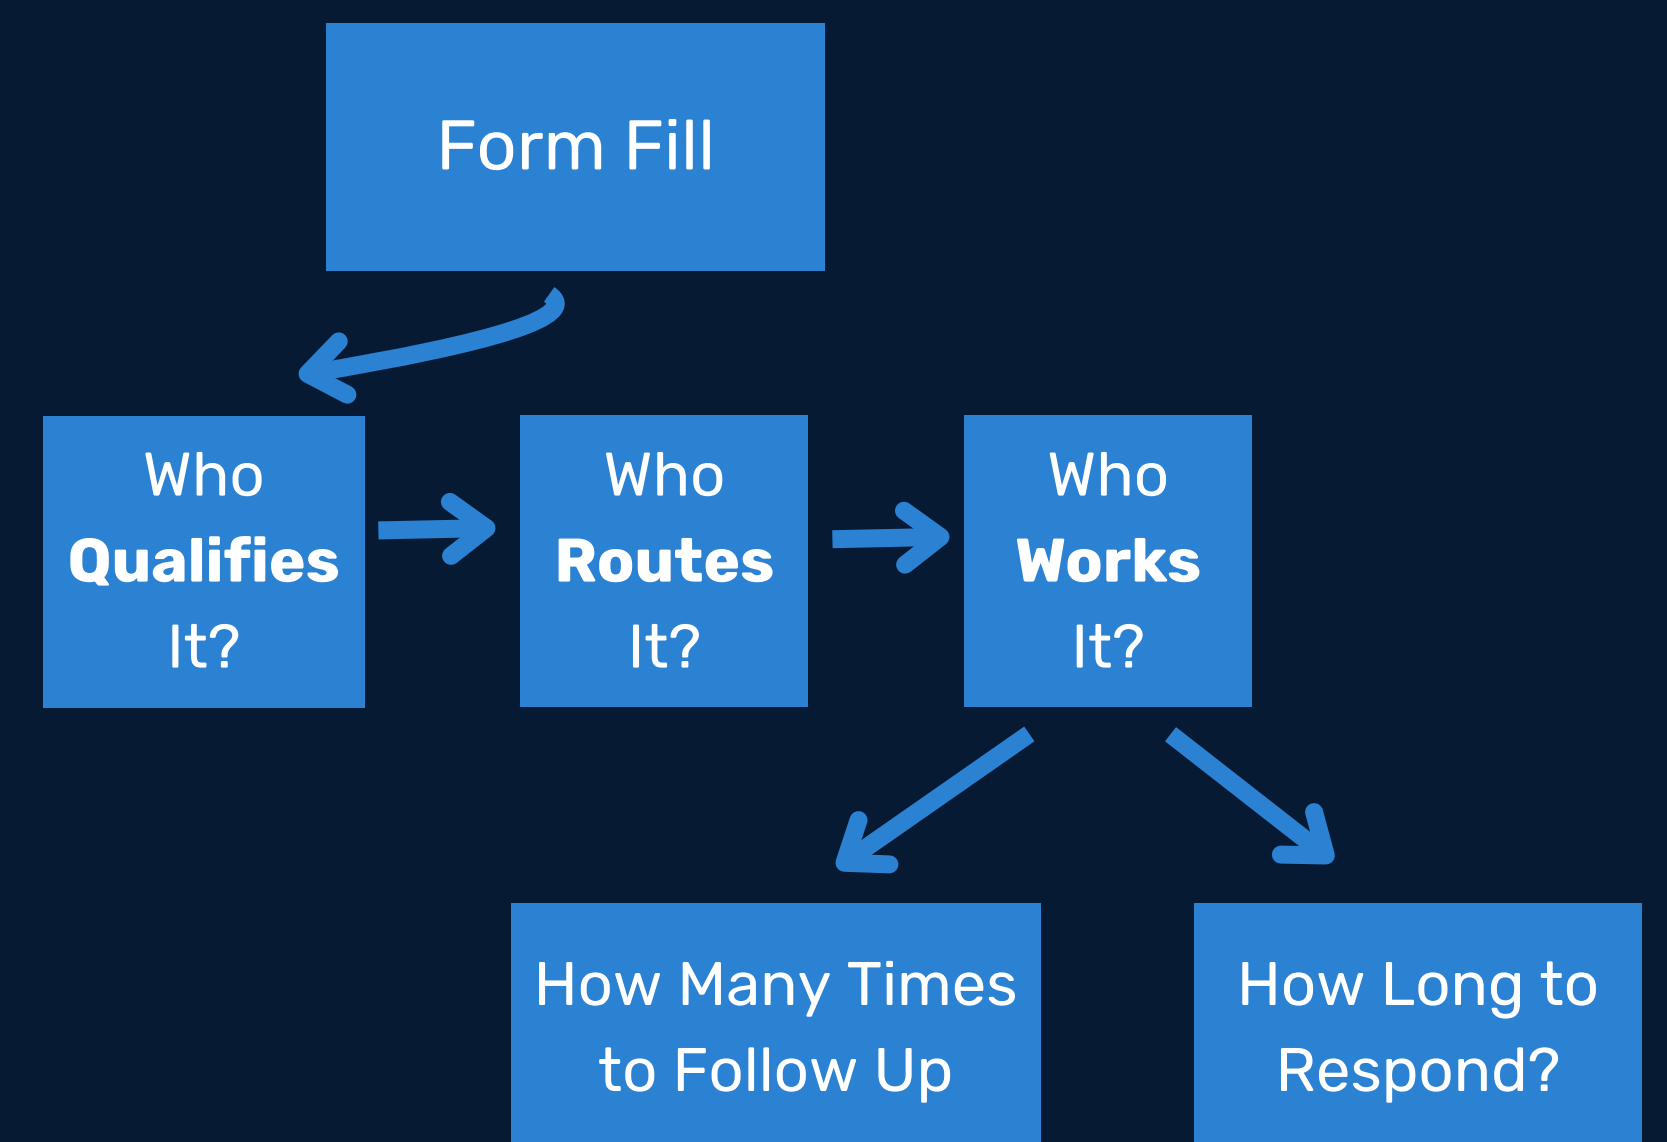 Form Fill
Who
Qualifies
It?
Who
Routes
It?
Who
Works
It?
How Many Times
to Follow Up
How Long to
Respond?